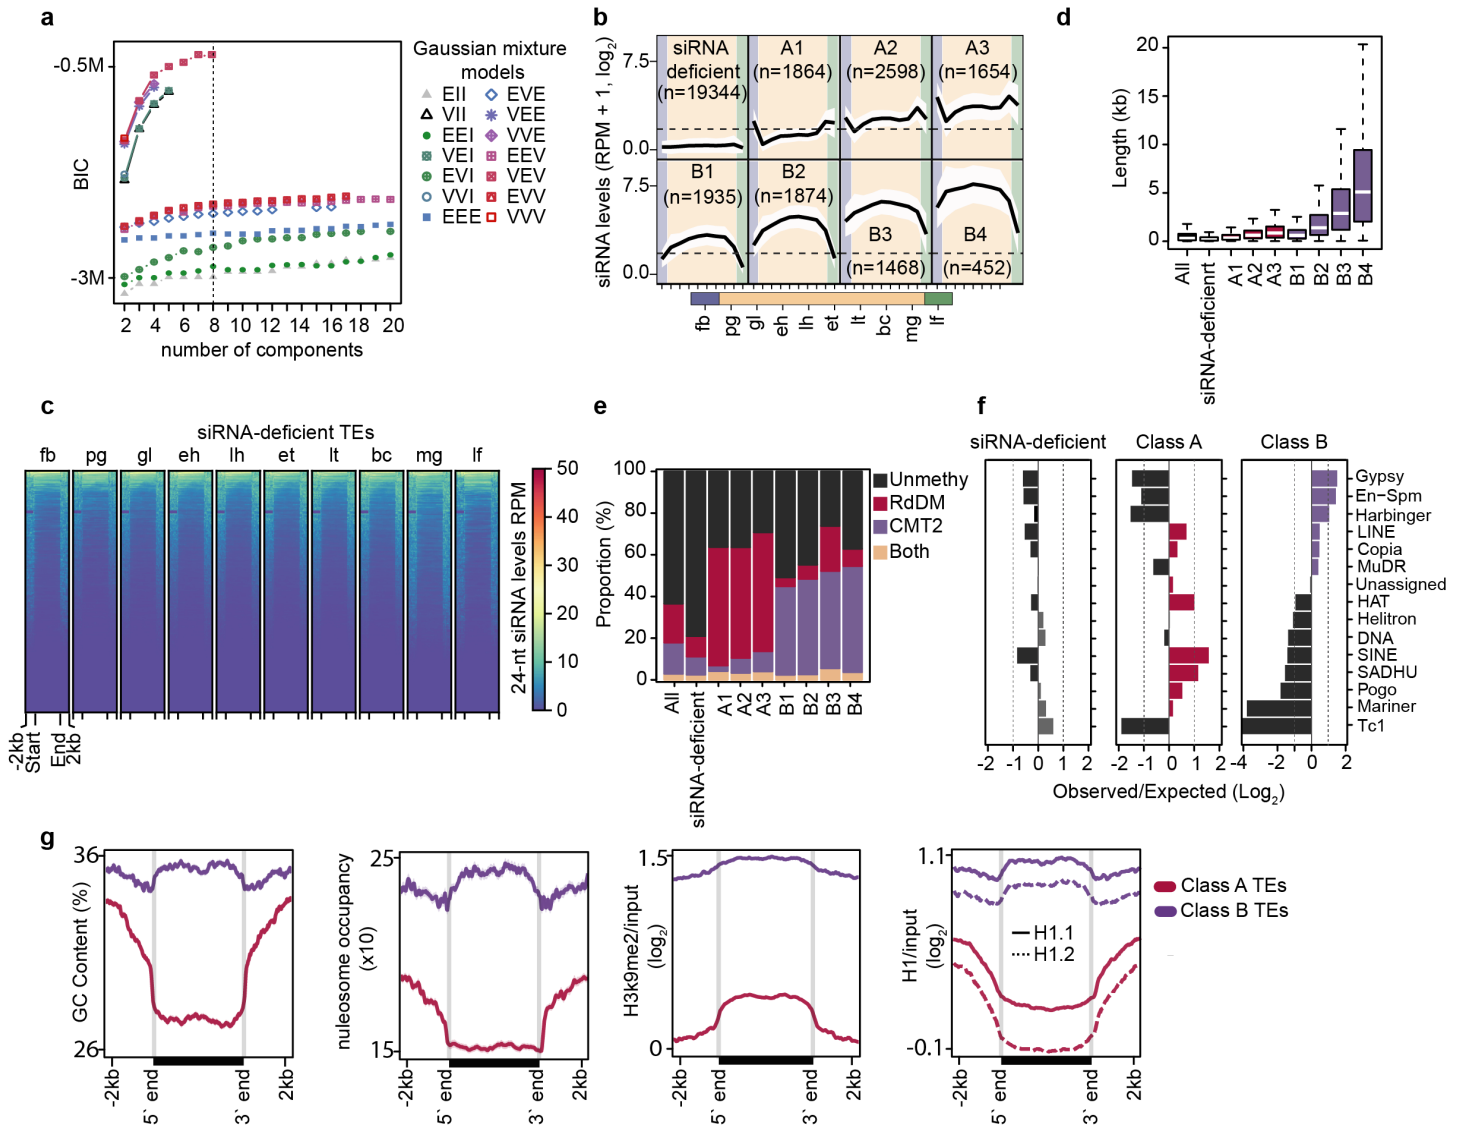 a
-0.5M
-3M
BIC
2 4 6 8 10 12 14 16 18 20
number of components
Gaussian mixture
models
EII EVE
VII VEE
EEI VVE
VEI EEV
EVI VEV
VVI EVV
EEE VVV
b
siRNA levels (RPM + 1, log2)
7.5
0.0
7.5
0.0
siRNA
deficient
(n=19344)
A1
(n=1864)
A2
(n=2598)
A3
(n=1654)
B1
(n=1935)
B2
(n=1874)
B3
(n=1468)
B4
(n=452)
fb pg gl eh lh et lt bc mg lf
d
Length (kb)
20
15
10
5
0
All siRNA-deficienrt A1 A2 A3 B1 B2 B3 B4
c
siRNA-deficient TEs
fb pg gl eh lh et lt bc mg lf
-2kb Start End 2kb
24-nt siRNA levels RPM
50
40
30
20
10
0
e
Proportion (%)
100
80
60
40
20
0
All siRNA-deficient A1 A2 A3 B1 B2 B3 B4
Unmethy
RdDM
CMT2
Both
f
siRNA-deficient Class A Class B
Gypsy
En−Spm
Harbinger
LINE
Copia
MuDR
Unassigned
HAT
Helitron
DNA
SINE
SADHU
Pogo
Mariner
Tc1
-2 -1 0 1 2 -2 -1 0 1 2 -4 -2 0 2
Observed/Expected (Log2)
g
GC Content (%)
36
26
-2kb 5` end 3` end 2kb
nuleosome occupancy
(x10)
25
15
-2kb 5` end 3` end 2kb
H3k9me2/input
(log2)
1.5
0
-2kb 5` end 3` end 2kb
H1/input
(log2)
1.1
-0.1
H1.1
H1.2
-2kb 5` end 3` end 2kb
Class A TEs
Class B TEs